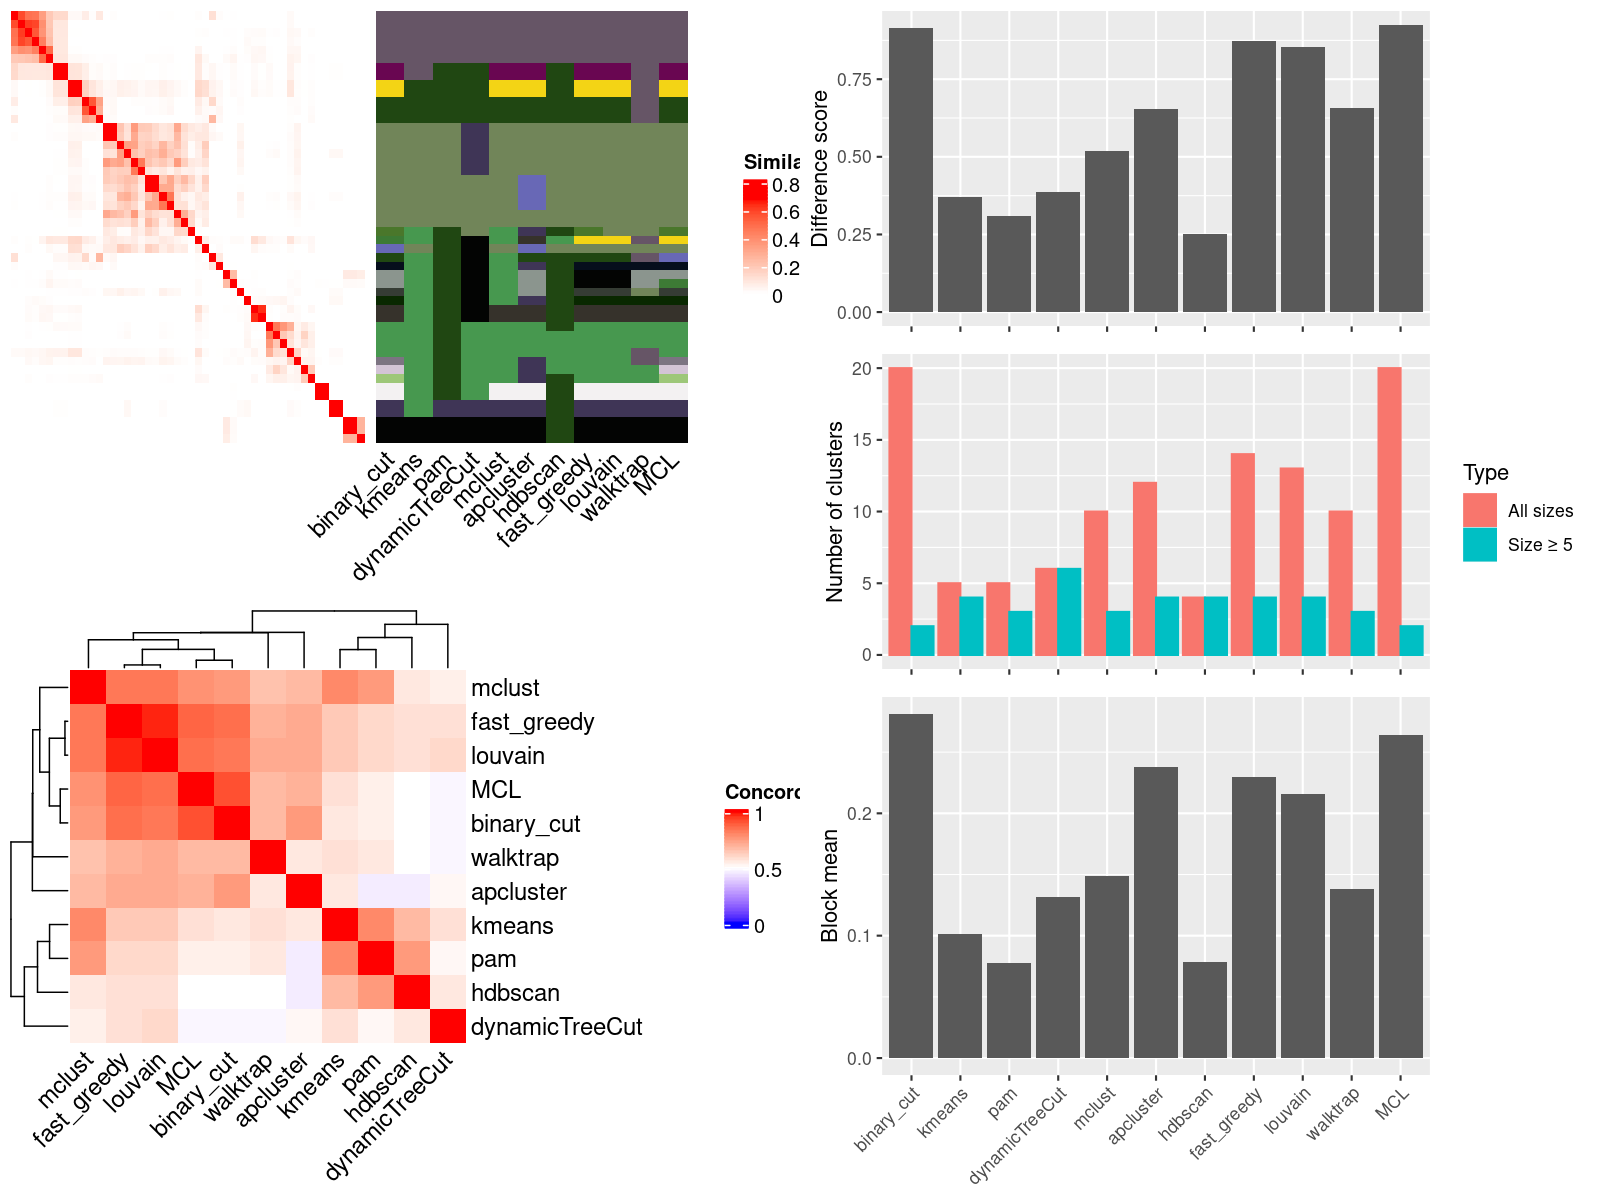 Simila
0.8
0.6
0.4
0.2
0
binary_cut
kmeans
pam
dynamicTreeCut
mclust
apcluster
hdbscan
fast_greedy
louvain
walktrap
MCL
mclust
fast_greedy
louvain
MCL
binary_cut
walktrap
apcluster
kmeans
pam
hdbscan
dynamicTreeCut
Concord
1
0.5
0
mclust
fast_greedy
louvain
MCL
binary_cut
walktrap
apcluster
kmeans
pam
hdbscan
dynamicTreeCut
Difference score
0.75
0.50
0.25
0.00
Number of clusters
20
15
10
5
0
Type
All sizes
Size ≥ 5
Block mean
0.2
0.1
0.0
binary_cut
kmeans
pam
dynamicTreeCut
mclust
apcluster
hdbscan
fast_greedy
louvain
walktrap
MCL